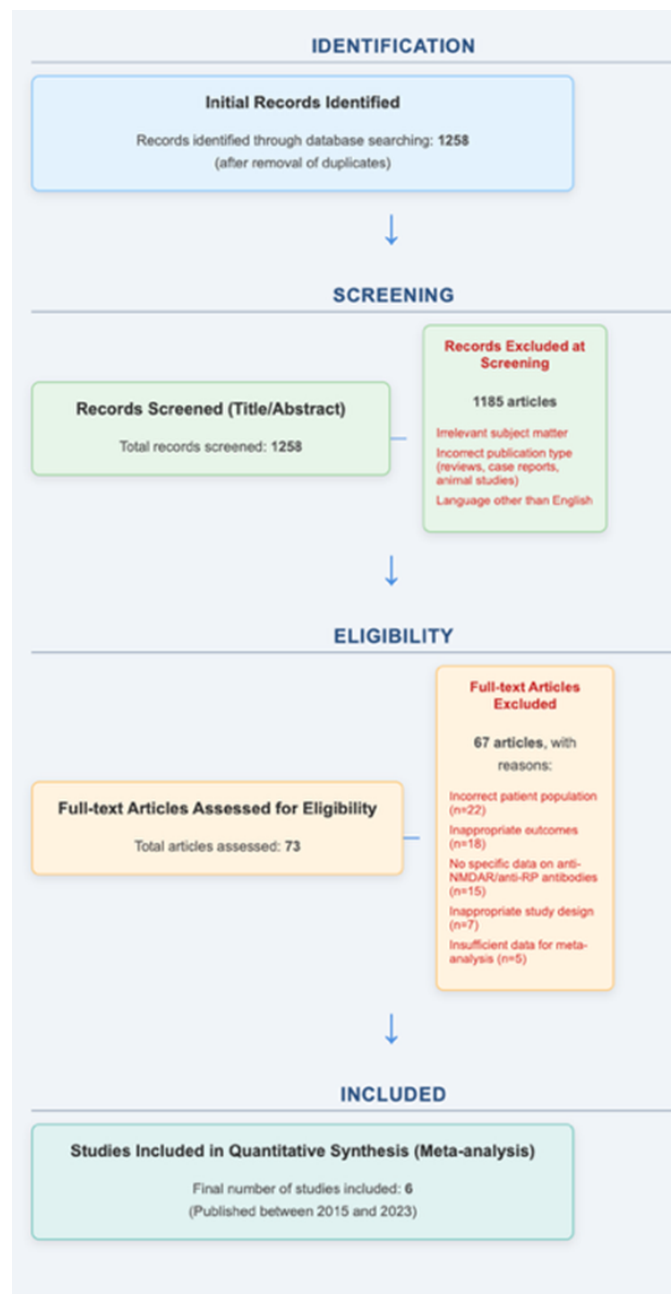 IDENTIFICATION
Initial Records Identified
Records identified through database searching: 1258
(after removal of duplicates)
SCREENING
Records Screened (Title/Abstract)
Total records screened: 1258
Records Excluded at
Screening
1185 articles
Irrelevant subject matter
Incorrect publication type
(reviews, case reports,
animal studies)
Language other than English
ELIGIBILITY
Full-text Articles Assessed for Eligibility
Total articles assessed: 73
Full-text Articles
Excluded
67 articles, with
reasons:
Incorrect patient population
(n=22)
Inappropriate outcomes
(n=18)
No specific data on anti-
NMDAR/anti-RP antibodies
(n=15)
Inappropriate study design
(n=7)
Insufficient data for meta-
analysis (n=5)
INCLUDED
Studies Included in Quantitative Synthesis (Meta-analysis)
Final number of studies included: 6
(Published between 2015 and 2023)